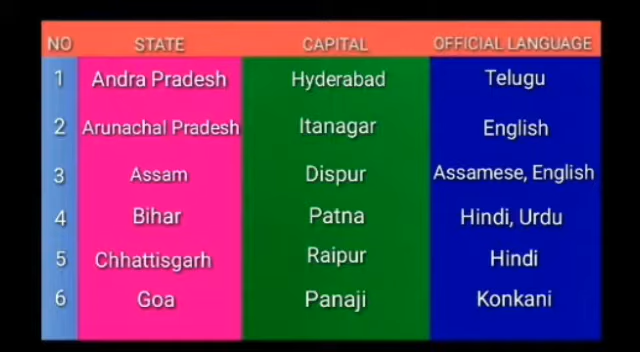 NO STATE CAPITAL OFFICIAL LANGUAGE
1 Andra Pradesh Hyderabad Telugu
2 Arunachal Pradesh Itanagar English
3 Assam Dispur Assamese, English
4 Bihar Patna Hindi, Urdu
5 Chhattisgarh Raipur Hindi
6 Goa Panaji Konkani